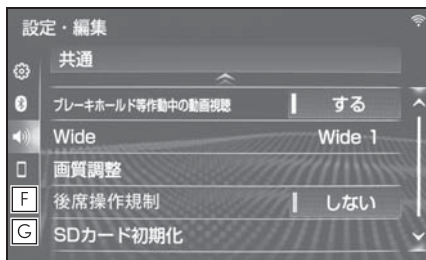 設定・編集
共通
ブレーキホールド等作動中の動画視聴 する
Wide Wide 1
画質調整
F 後席操作規制 しない
G SDカード初期化